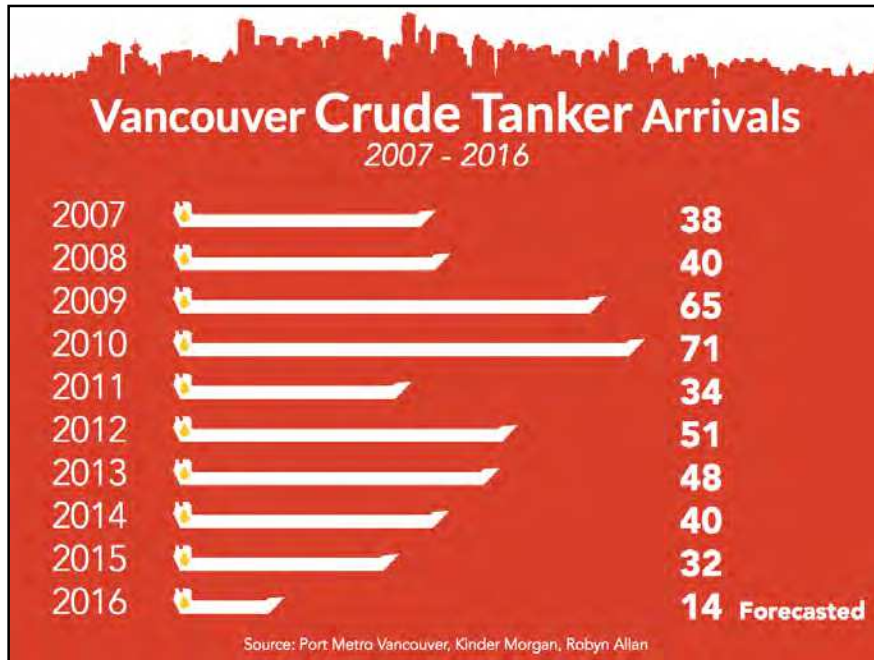 Vancouver Crude Tanker Arrivals
2007 - 2016
2007 38
2008 40
2009 65
2010 71
2011 34
2012 51
2013 48
2014 40
2015 32
2016 14 Forecasted
Source: Port Metro Vancouver, Kinder Morgan, Robyn Allan